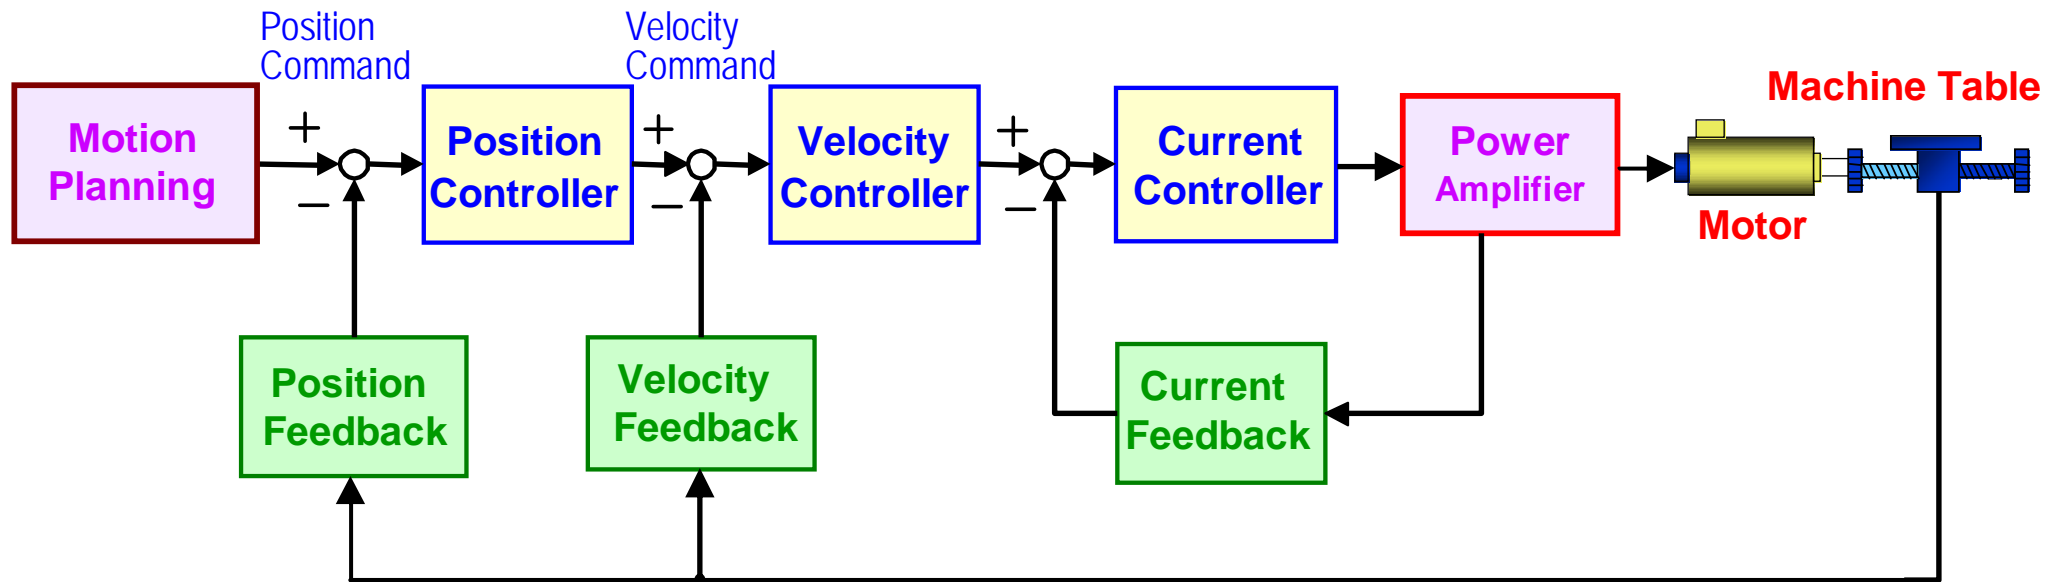 Position
Command
Velocity
Command
Machine Table
Motion
Planning
+
−
Position
Controller
+
−
Velocity
Controller
+
−
Current
Controller
Power
Amplifier
Motor
Position
Feedback
Velocity
Feedback
Current
Feedback